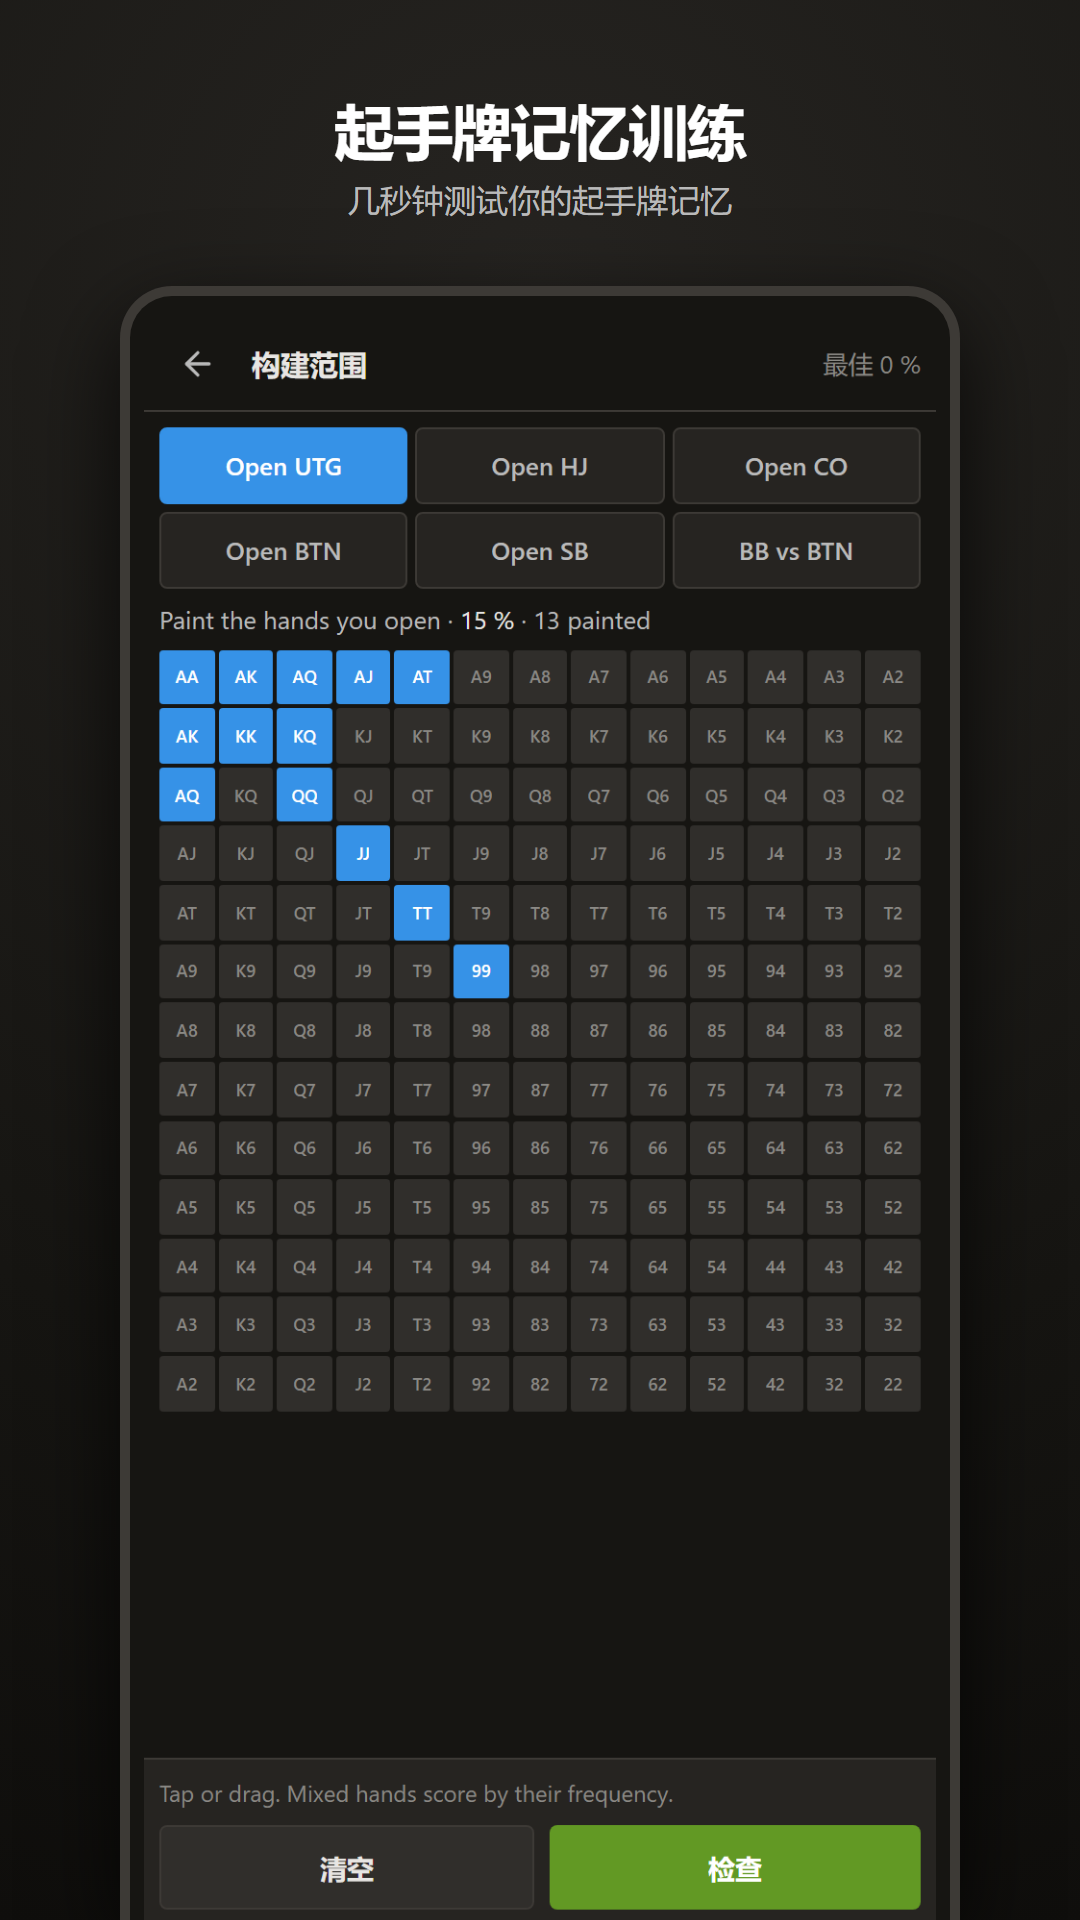 起手牌记忆训练
几秒钟测试你的起手牌记忆
构建范围 最佳 0 %
Open UTG Open HJ Open CO
Open BTN Open SB BB vs BTN
Paint the hands you open · 15 % · 13 painted
AA AK AQ AJ AT A9 A8 A7 A6 A5 A4 A3 A2
AK KK KQ KJ KT K9 K8 K7 K6 K5 K4 K3 K2
AQ KQ QQ QJ QT Q9 Q8 Q7 Q6 Q5 Q4 Q3 Q2
AJ KJ QJ JJ JT J9 J8 J7 J6 J5 J4 J3 J2
AT KT QT JT TT T9 T8 T7 T6 T5 T4 T3 T2
A9 K9 Q9 J9 T9 99 98 97 96 95 94 93 92
A8 K8 Q8 J8 T8 98 88 87 86 85 84 83 82
A7 K7 Q7 J7 T7 97 87 77 76 75 74 73 72
A6 K6 Q6 J6 T6 96 86 76 66 65 64 63 62
A5 K5 Q5 J5 T5 95 85 75 65 55 54 53 52
A4 K4 Q4 J4 T4 94 84 74 64 54 44 43 42
A3 K3 Q3 J3 T3 93 83 73 63 53 43 33 32
A2 K2 Q2 J2 T2 92 82 72 62 52 42 32 22
Tap or drag. Mixed hands score by their frequency.
清空 检查